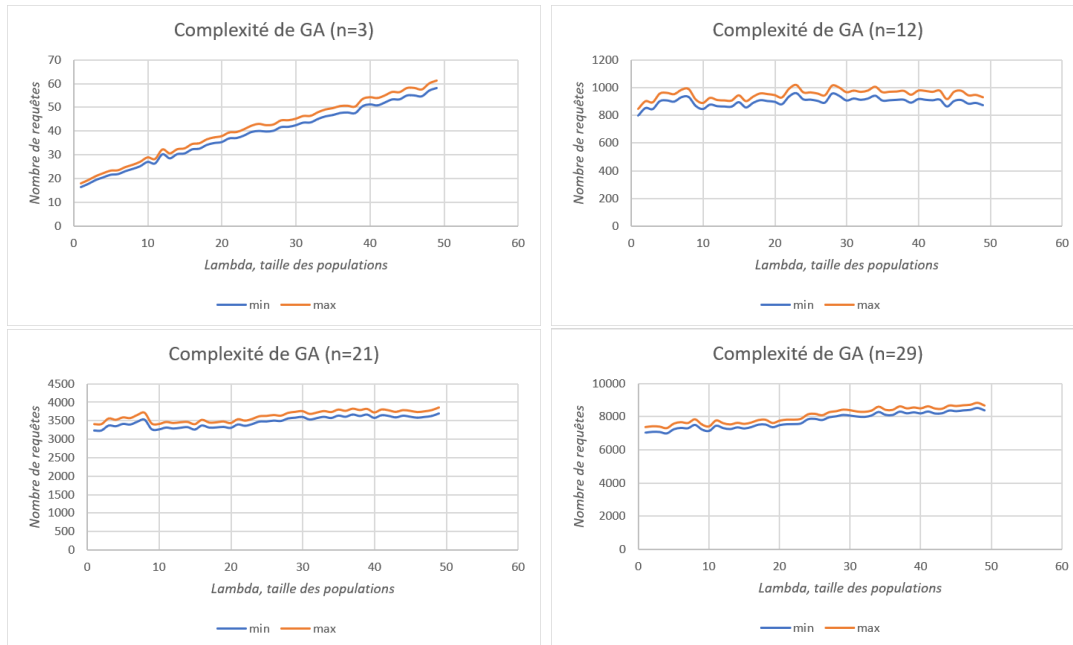 Complexité de GA (n=3)
Nombre de requêtes
70
60
50
40
30
20
10
0
0 10 20 30 40 50 60
Lambda, taille des populations
min max
Complexité de GA (n=12)
Nombre de requêtes
1200
1000
800
600
400
200
0
0 10 20 30 40 50 60
Lambda, taille des populations
min max
Complexité de GA (n=21)
Nombre de requêtes
4500
4000
3500
3000
2500
2000
1500
1000
500
0
0 10 20 30 40 50 60
Lambda, taille des populations
min max
Complexité de GA (n=29)
Nombre de requêtes
10000
8000
6000
4000
2000
0
0 10 20 30 40 50 60
Lambda, taille des populations
min max